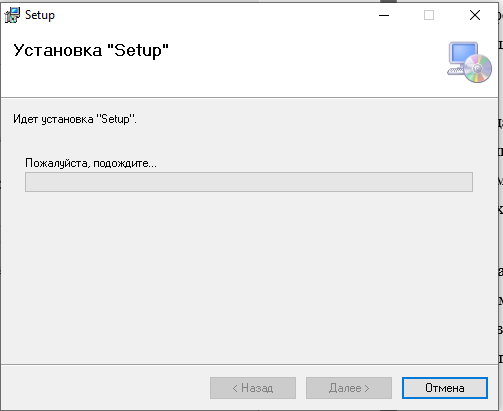 Setup
Установка "Setup"
Идет установка "Setup".
Пожалуйста, подождите...
< Назад
Далее >
Отмена